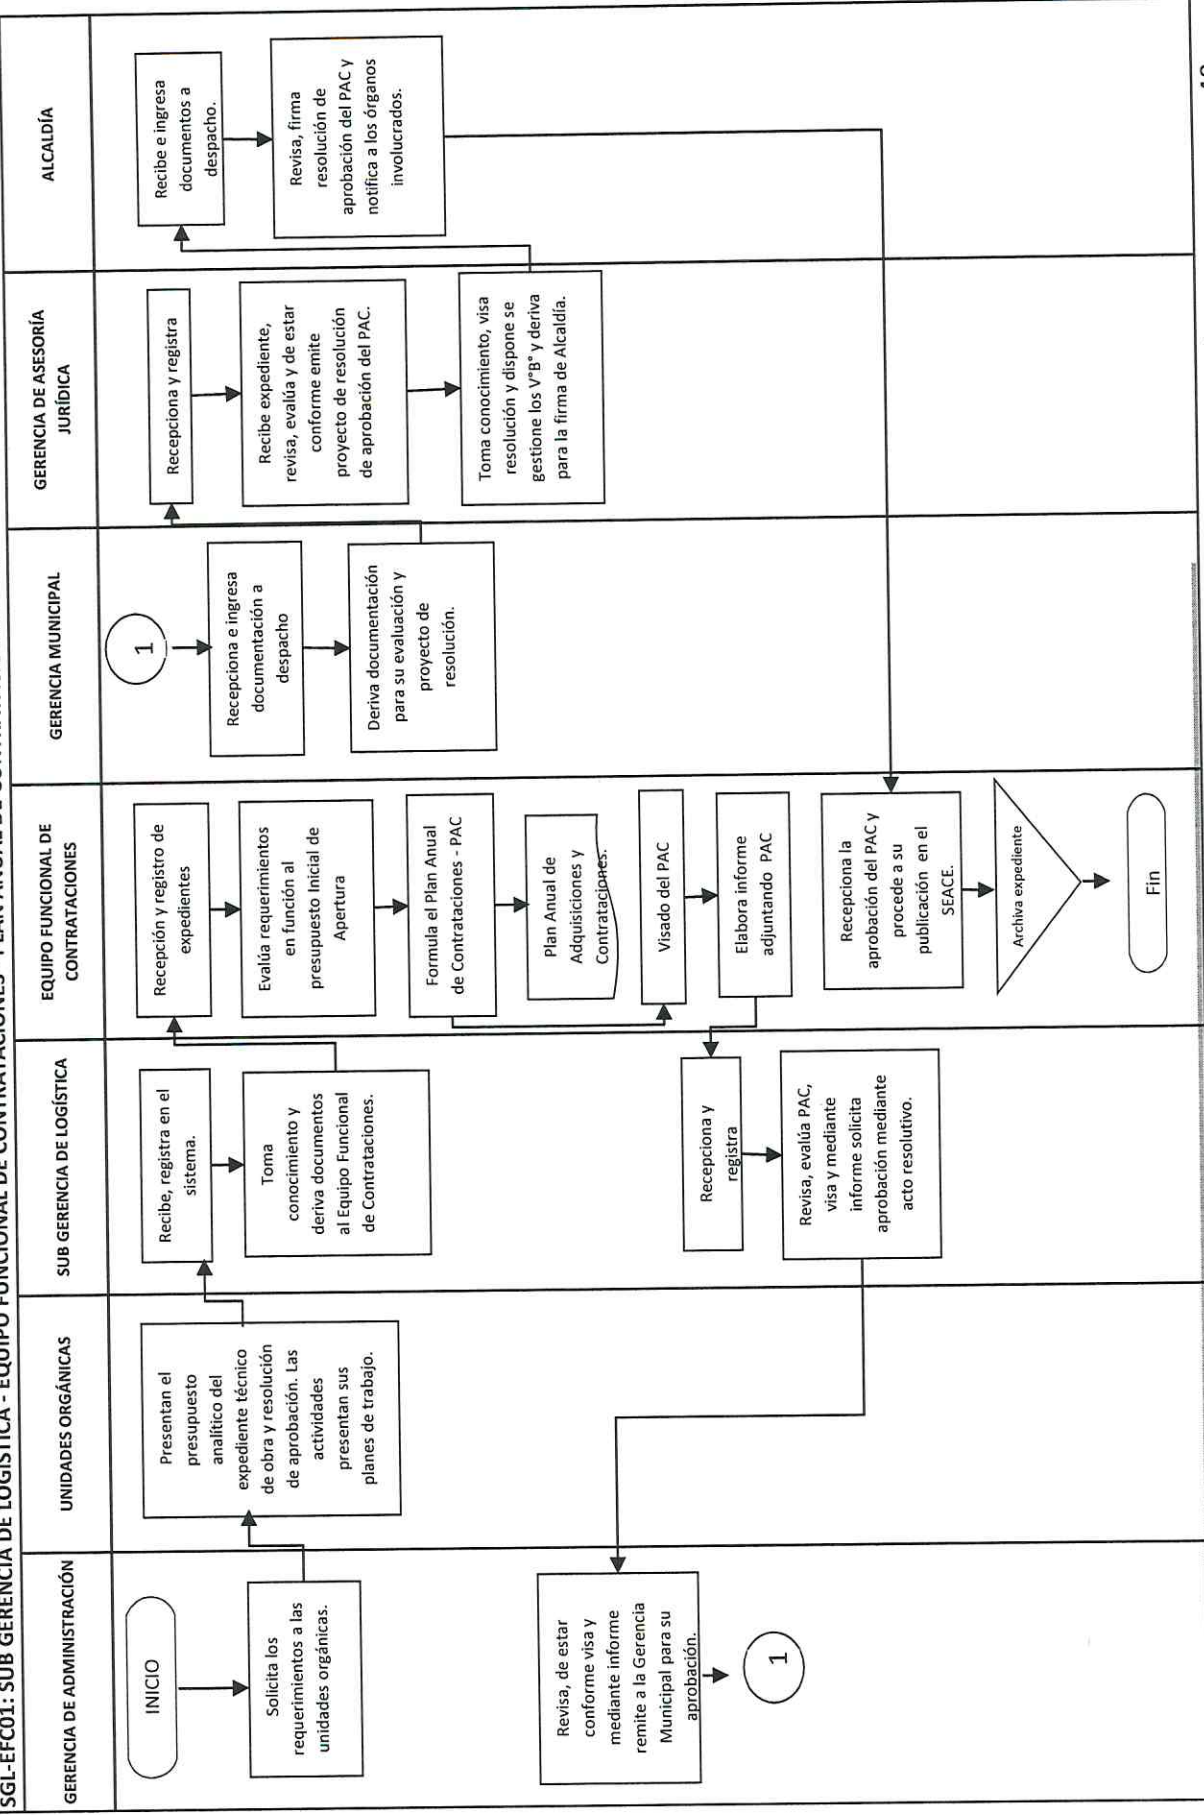 SGL-EFC01: SUB GERENCIA DE LOGÍSTICA - EQUIPO FUNCIONAL DE CONTRATACIONES - PLAN ANUAL DE
GERENCIA DE ADMINISTRACIÓN
INICIO
Solicita los
requerimientos a las
unidades orgánicas.
Revisa, de estar
conforme visa y
mediante informe
remite a la Gerencia
Municipal para su
aprobación.
1
UNIDADES ORGÁNICAS
Presentan el
presupuesto
analítico del
expediente técnico
de obra y resolución
de aprobación. Las
actividades
presentan sus
planes de trabajo.
SUB GERENCIA DE LOGÍSTICA
Recibe, registra en el
sistema.
Toma
conocimiento y
deriva documentos
al Equipo Funcional
de Contrataciones.
Recepciona y
registra
Revisa, evalúa PAC,
visa y mediante
informe solicita
aprobación mediante
acto resolutivo.
EQUIPO FUNCIONAL DE
CONTRATACIONES
Recepción y registro de
expedientes
Evalúa requerimientos
en función al
presupuesto Inicial de
Apertura
Formula el Plan Anual
de Contrataciones - PAC
Plan Anual de
Adquisiciones y
Contrataciones.
Visado del PAC
Elabora informe
adjuntando PAC
Recepciona la
aprobación del PAC y
procede a su
publicación en el
SEACE.
Archiva expediente
Fin
GERENCIA MUNICIPAL
1
Recepciona e ingresa
documentación a
despacho
Deriva documentación
para su evaluación y
proyecto de
resolución.
GERENCIA DE ASESORÍA
JURÍDICA
Recepciona y registra
Recibe expediente,
revisa, evalúa y de estar
conforme emite
proyecto de resolución
de aprobación del PAC.
Toma conocimiento, visa
resolución y dispone se
gestione los V°B° y deriva
para la firma de Alcaldía.
ALCALDÍA
Recibe e ingresa
documentos a
despacho.
Revisa, firma
resolución de
aprobación del PAC y
notifica a los órganos
involucrados.